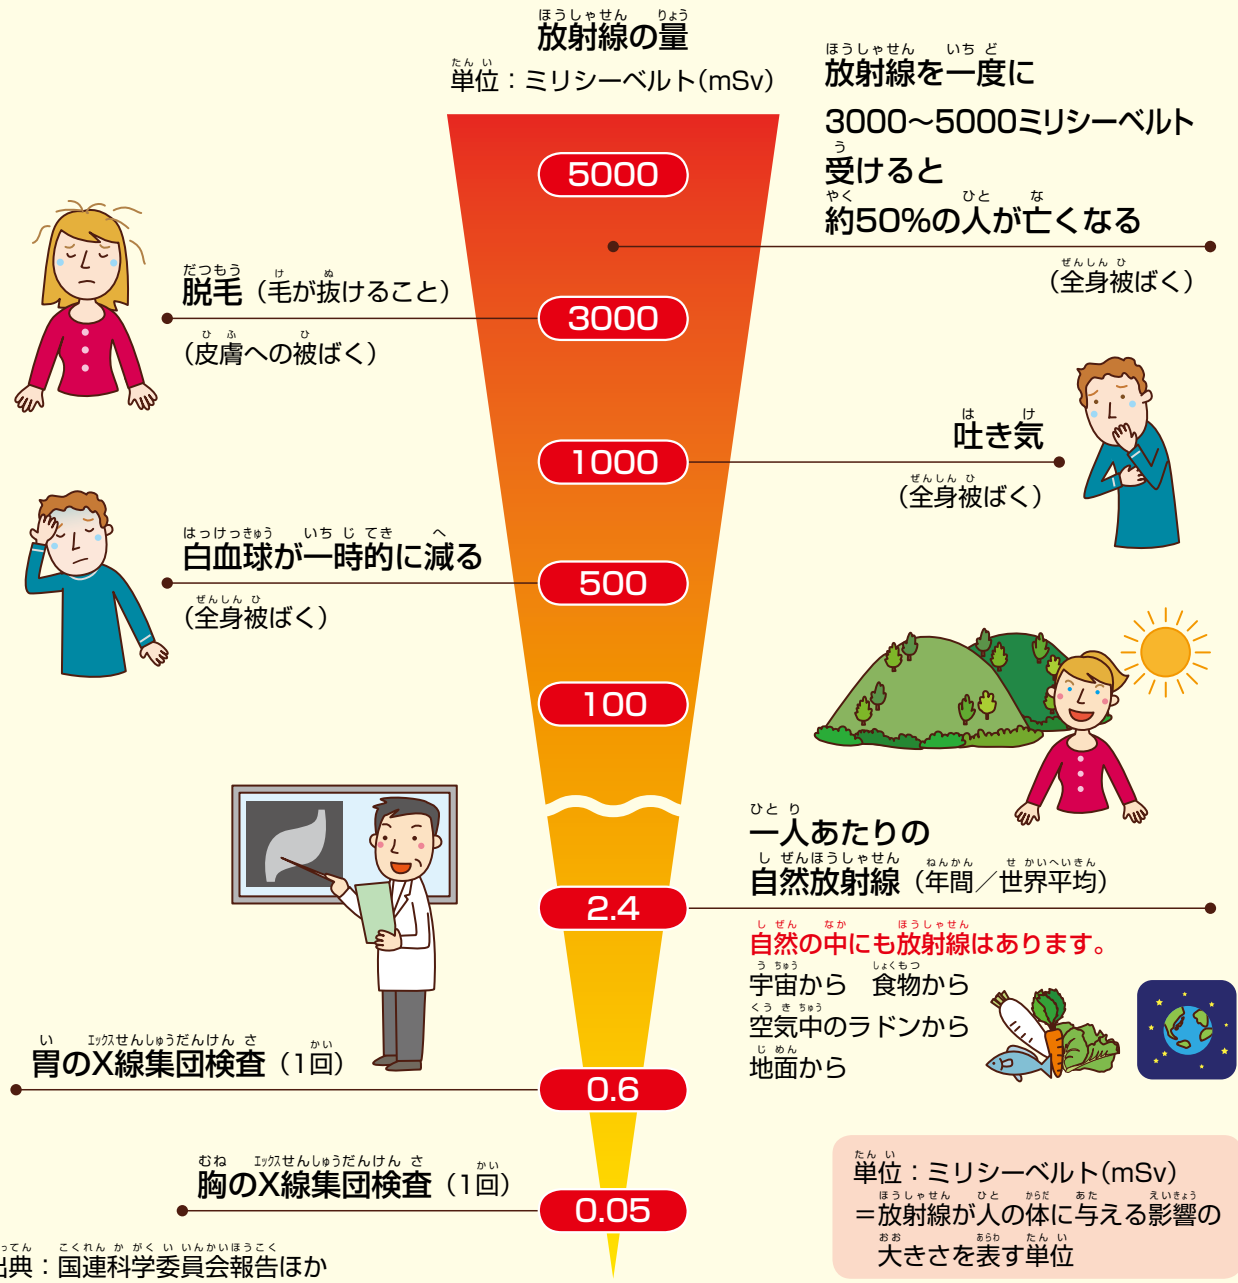 放射線の量
単位：ミリシーベルト(mSv)
放射線を一度に
3000〜5000ミリシーベルト
受けると
約50%の人が亡くなる
(全身被ばく)
5000
脱毛（毛が抜けること）
(皮膚への被ばく)
3000
吐き気
(全身被ばく)
1000
白血球が一時的に減る
(全身被ばく)
500
100
一人あたりの
自然放射線（年間／世界平均）
2.4
自然の中にも放射線はあります。
宇宙から 食物から
空気中のラドンから
地面から
胃のX線集団検査（1回）
0.6
胸のX線集団検査（1回）
0.05
単位：ミリシーベルト(mSv)
＝放射線が人の体に与える影響の
大きさを表す単位
出典：国連科学委員会報告ほか